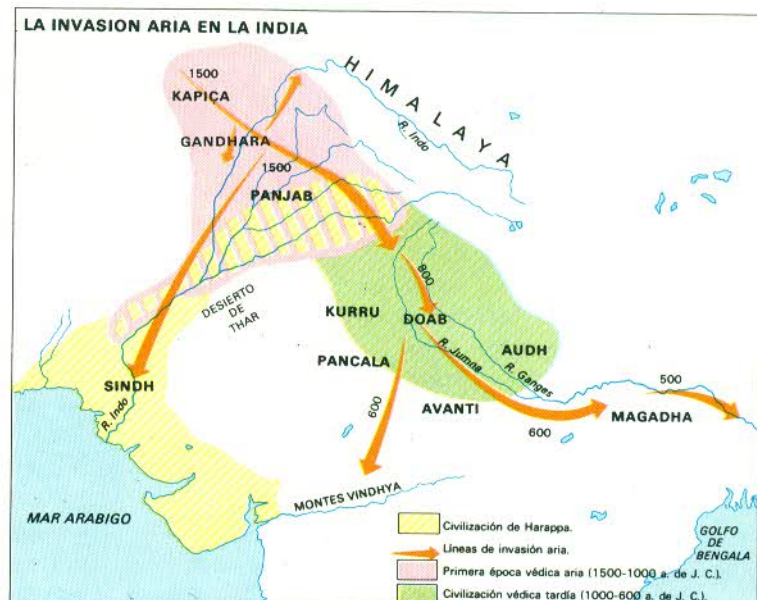 LA INVASION ARIA EN LA INDIA
1500
KAPIÇA
HIMALAYA
R. Indo
GANDHARA
1500
PANJAB
800
DESIERTO
DE
THAR
KURRU
DOAB
R. Jumna
AUDH
R. Ganges
PANCALA
SINDH
R. Indo
600
AVANTI
600
500
MAGADHA
MONTES VINDHYA
MAR ARABIGO
GOLFO
DE
BENGALA
Civilización de Harappa.
Líneas de invasión aria.
Primera época védica aria (1500-1000 a. de J. C.).
Civilización védica tardía (1000-600 a. de J. C.).